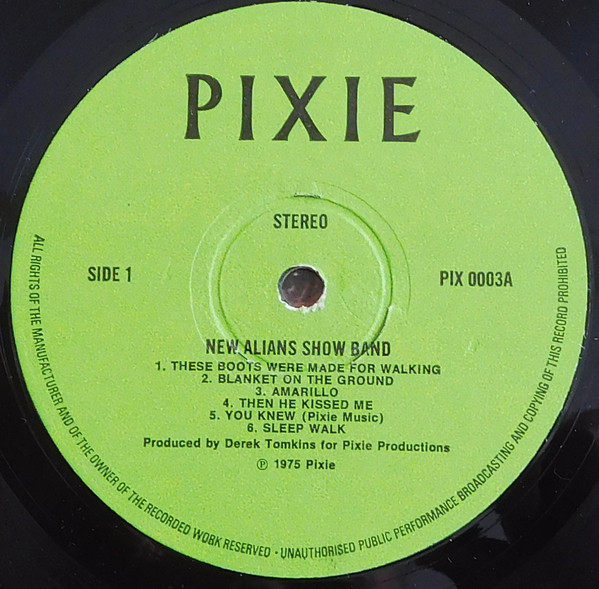 PIXIE
STEREO
SIDE 1
PIX 0003A
NEW ALIANS SHOW BAND
1. THESE BOOTS WERE MADE FOR WALKING
2. BLANKET ON THE GROUND
3. AMARILLO
4. THEN HE KISSED ME
5. YOU KNEW (Pixie Music)
6. SLEEP WALK
Produced by Derek Tomkins for Pixie Productions
℗ 1975 Pixie
ALL RIGHTS OF THE MANUFACTURER AND OF THE OWNER OF THE RECORDED WORK RESERVED · UNAUTHORISED PUBLIC PERFORMANCE BROADCASTING AND COPYING OF THIS RECORD PROHIBITED